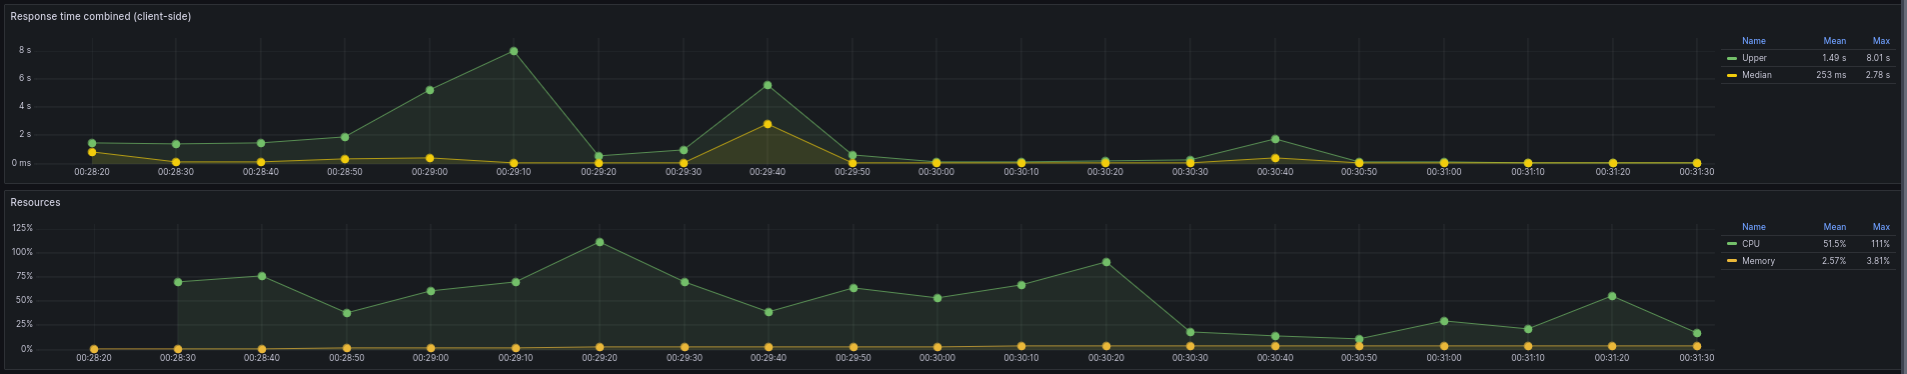 Response time combined (client-side)
8 s
6 s
4 s
2 s
0 ms
00:28:20 00:28:30 00:28:40 00:28:50 00:29:00 00:29:10 00:29:20 00:29:30 00:29:40 00:29:50 00:30:00 00:30:10 00:30:20 00:30:30 00:30:40 00:30:50 00:31:00 00:31:10 00:31:20 00:31:30
Name Mean Max
Upper 1.49 s 8.01 s
Median 253 ms 2.78 s
Resources
125%
100%
75%
50%
25%
0%
00:28:20 00:28:30 00:28:40 00:28:50 00:29:00 00:29:10 00:29:20 00:29:30 00:29:40 00:29:50 00:30:00 00:30:10 00:30:20 00:30:30 00:30:40 00:30:50 00:31:00 00:31:10 00:31:20 00:31:30
Name Mean Max
CPU 51.5% 111%
Memory 2.57% 3.81%